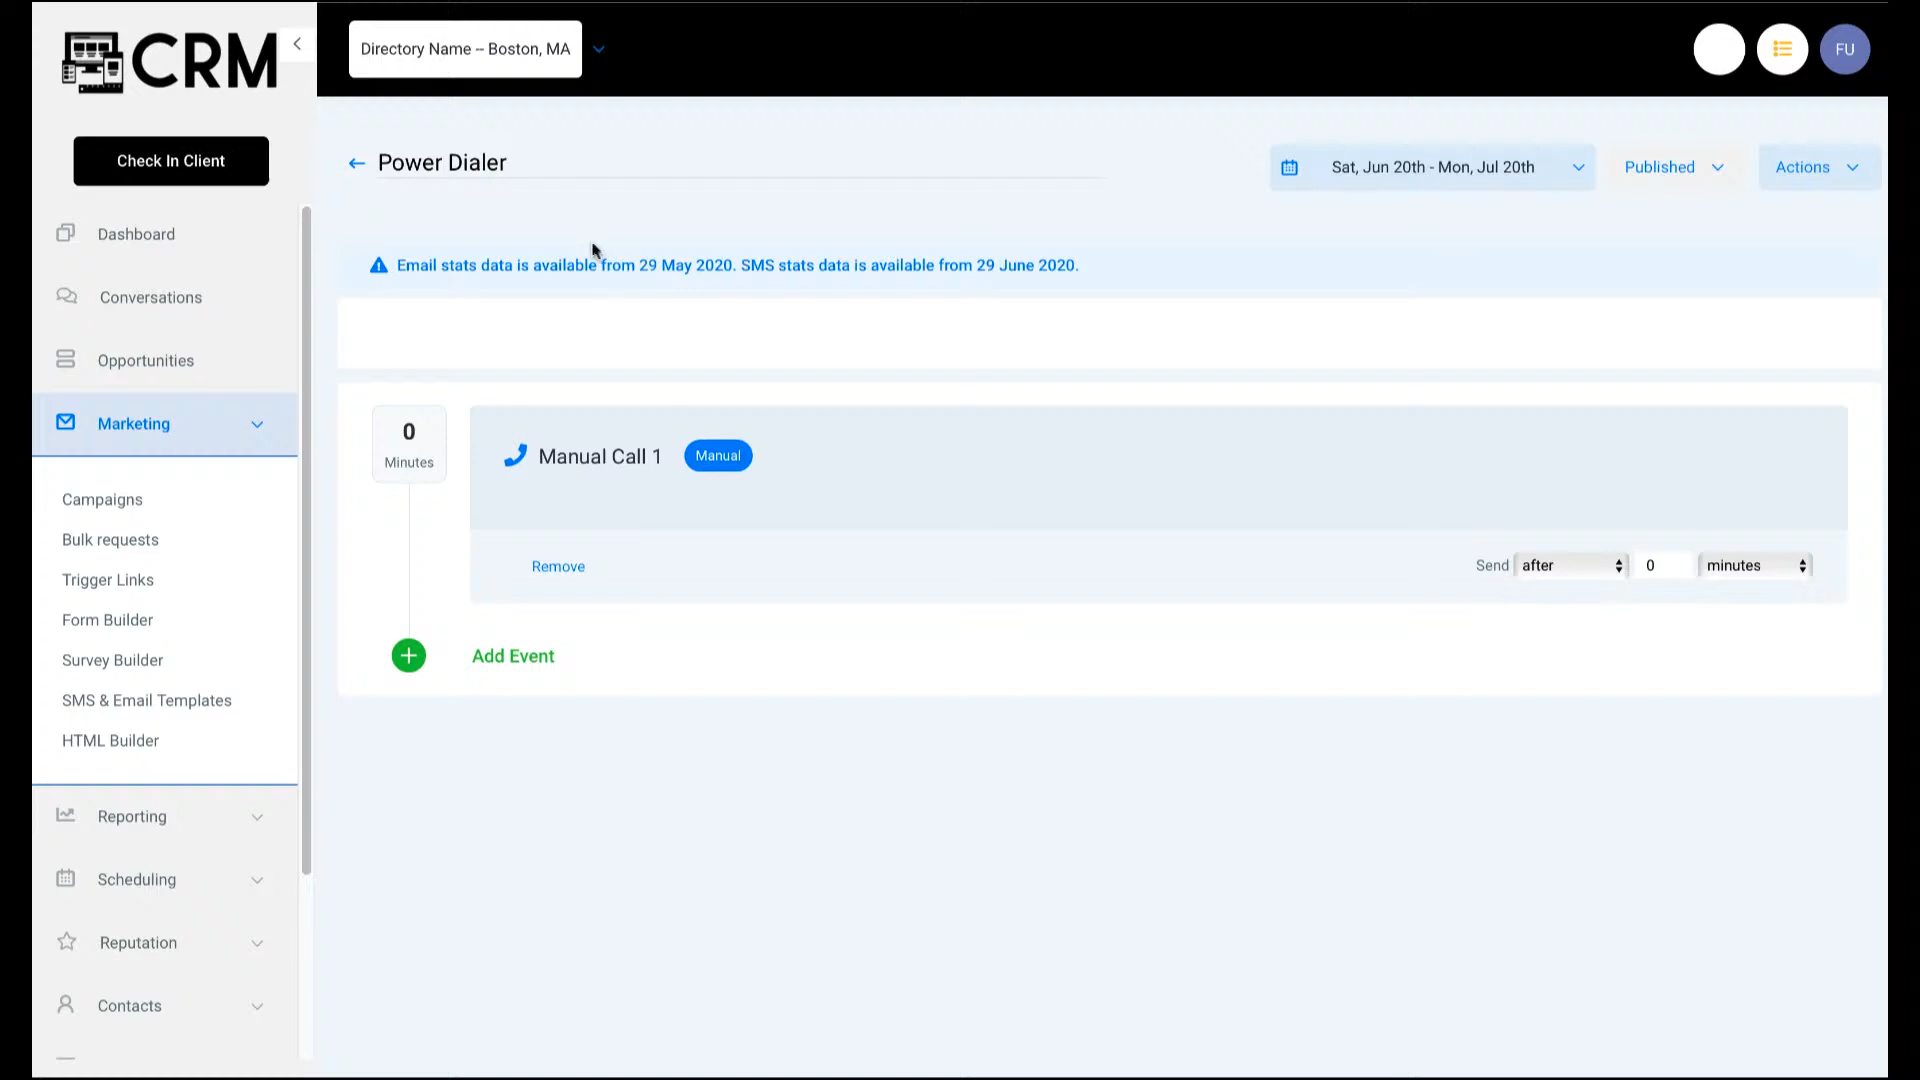 CRM
Directory Name -- Boston, MA
FU
Check In Client
Power Dialer
Sat, Jun 20th - Mon, Jul 20th
Published
Actions
Dashboard
Email stats data is available from 29 May 2020. SMS stats data is available from 29 June 2020.
Conversations
Opportunities
Marketing
0
Minutes
Manual Call 1
Manual
Campaigns
Bulk requests
Trigger Links
Form Builder
Survey Builder
SMS & Email Templates
HTML Builder
Remove
Send after 0 minutes
Add Event
Reporting
Scheduling
Reputation
Contacts